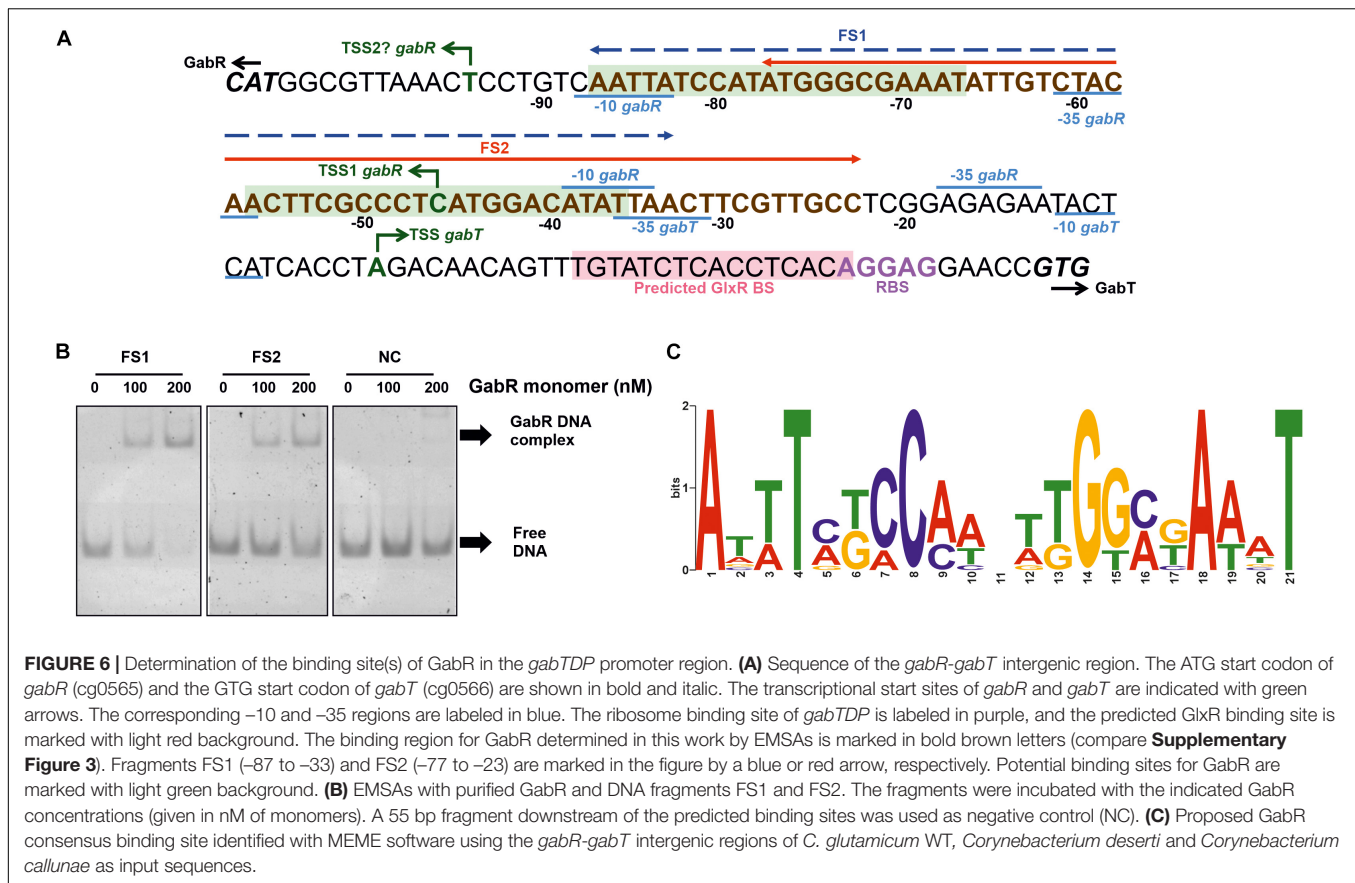 A
FS1
TSS2? gabR
GabR
CATGGCGTTAAACTCCTGTCAATTATCCATATGGGCGAAATATTGTCTAC
-90 -10 gabR -80 -70 -60
-35 gabR
FS2
TSS1 gabR -10 gabR -35 gabR
AACTTCGCCCTCATGGACATATTAACTTCGTTGCCTCGGAGAGAATACT
-50 -40 -35 gabT -30 -20 -10 gabT
TSS gabT
CATCACCTAGACAACAGTTTGTATCTCACCTCACAGGAGGAACCGTG
Predicted GlxR BS RBS GabT
B
FS1 FS2 NC
0 100 200 0 100 200 0 100 200 GabR monomer (nM)
GabR DNA
complex
Free
DNA
C
2
1
0
bits
1 2 3 4 5 6 7 8 9 10 11 12 13 14 15 16 17 18 19 20 21
FIGURE 6 | Determination of the binding site(s) of GabR in the gabTDP promoter region. (A) Sequence of the gabR-gabT intergenic region. The ATG start codon of
gabR (cg0565) and the GTG start codon of gabT (cg0566) are shown in bold and italic. The transcriptional start sites of gabR and gabT are indicated with green
arrows. The corresponding –10 and –35 regions are labeled in blue. The ribosome binding site of gabTDP is labeled in purple, and the predicted GlxR binding site is
marked with light red background. The binding region for GabR determined in this work by EMSAs is marked in bold brown letters (compare Supplementary
Figure 3). Fragments FS1 (–87 to –33) and FS2 (–77 to –23) are marked in the figure by a blue or red arrow, respectively. Potential binding sites for GabR are
marked with light green background. (B) EMSAs with purified GabR and DNA fragments FS1 and FS2. The fragments were incubated with the indicated GabR
concentrations (given in nM of monomers). A 55 bp fragment downstream of the predicted binding sites was used as negative control (NC). (C) Proposed GabR
consensus binding site identified with MEME software using the gabR-gabT intergenic regions of C. glutamicum WT, Corynebacterium deserti and Corynebacterium
callunae as input sequences.